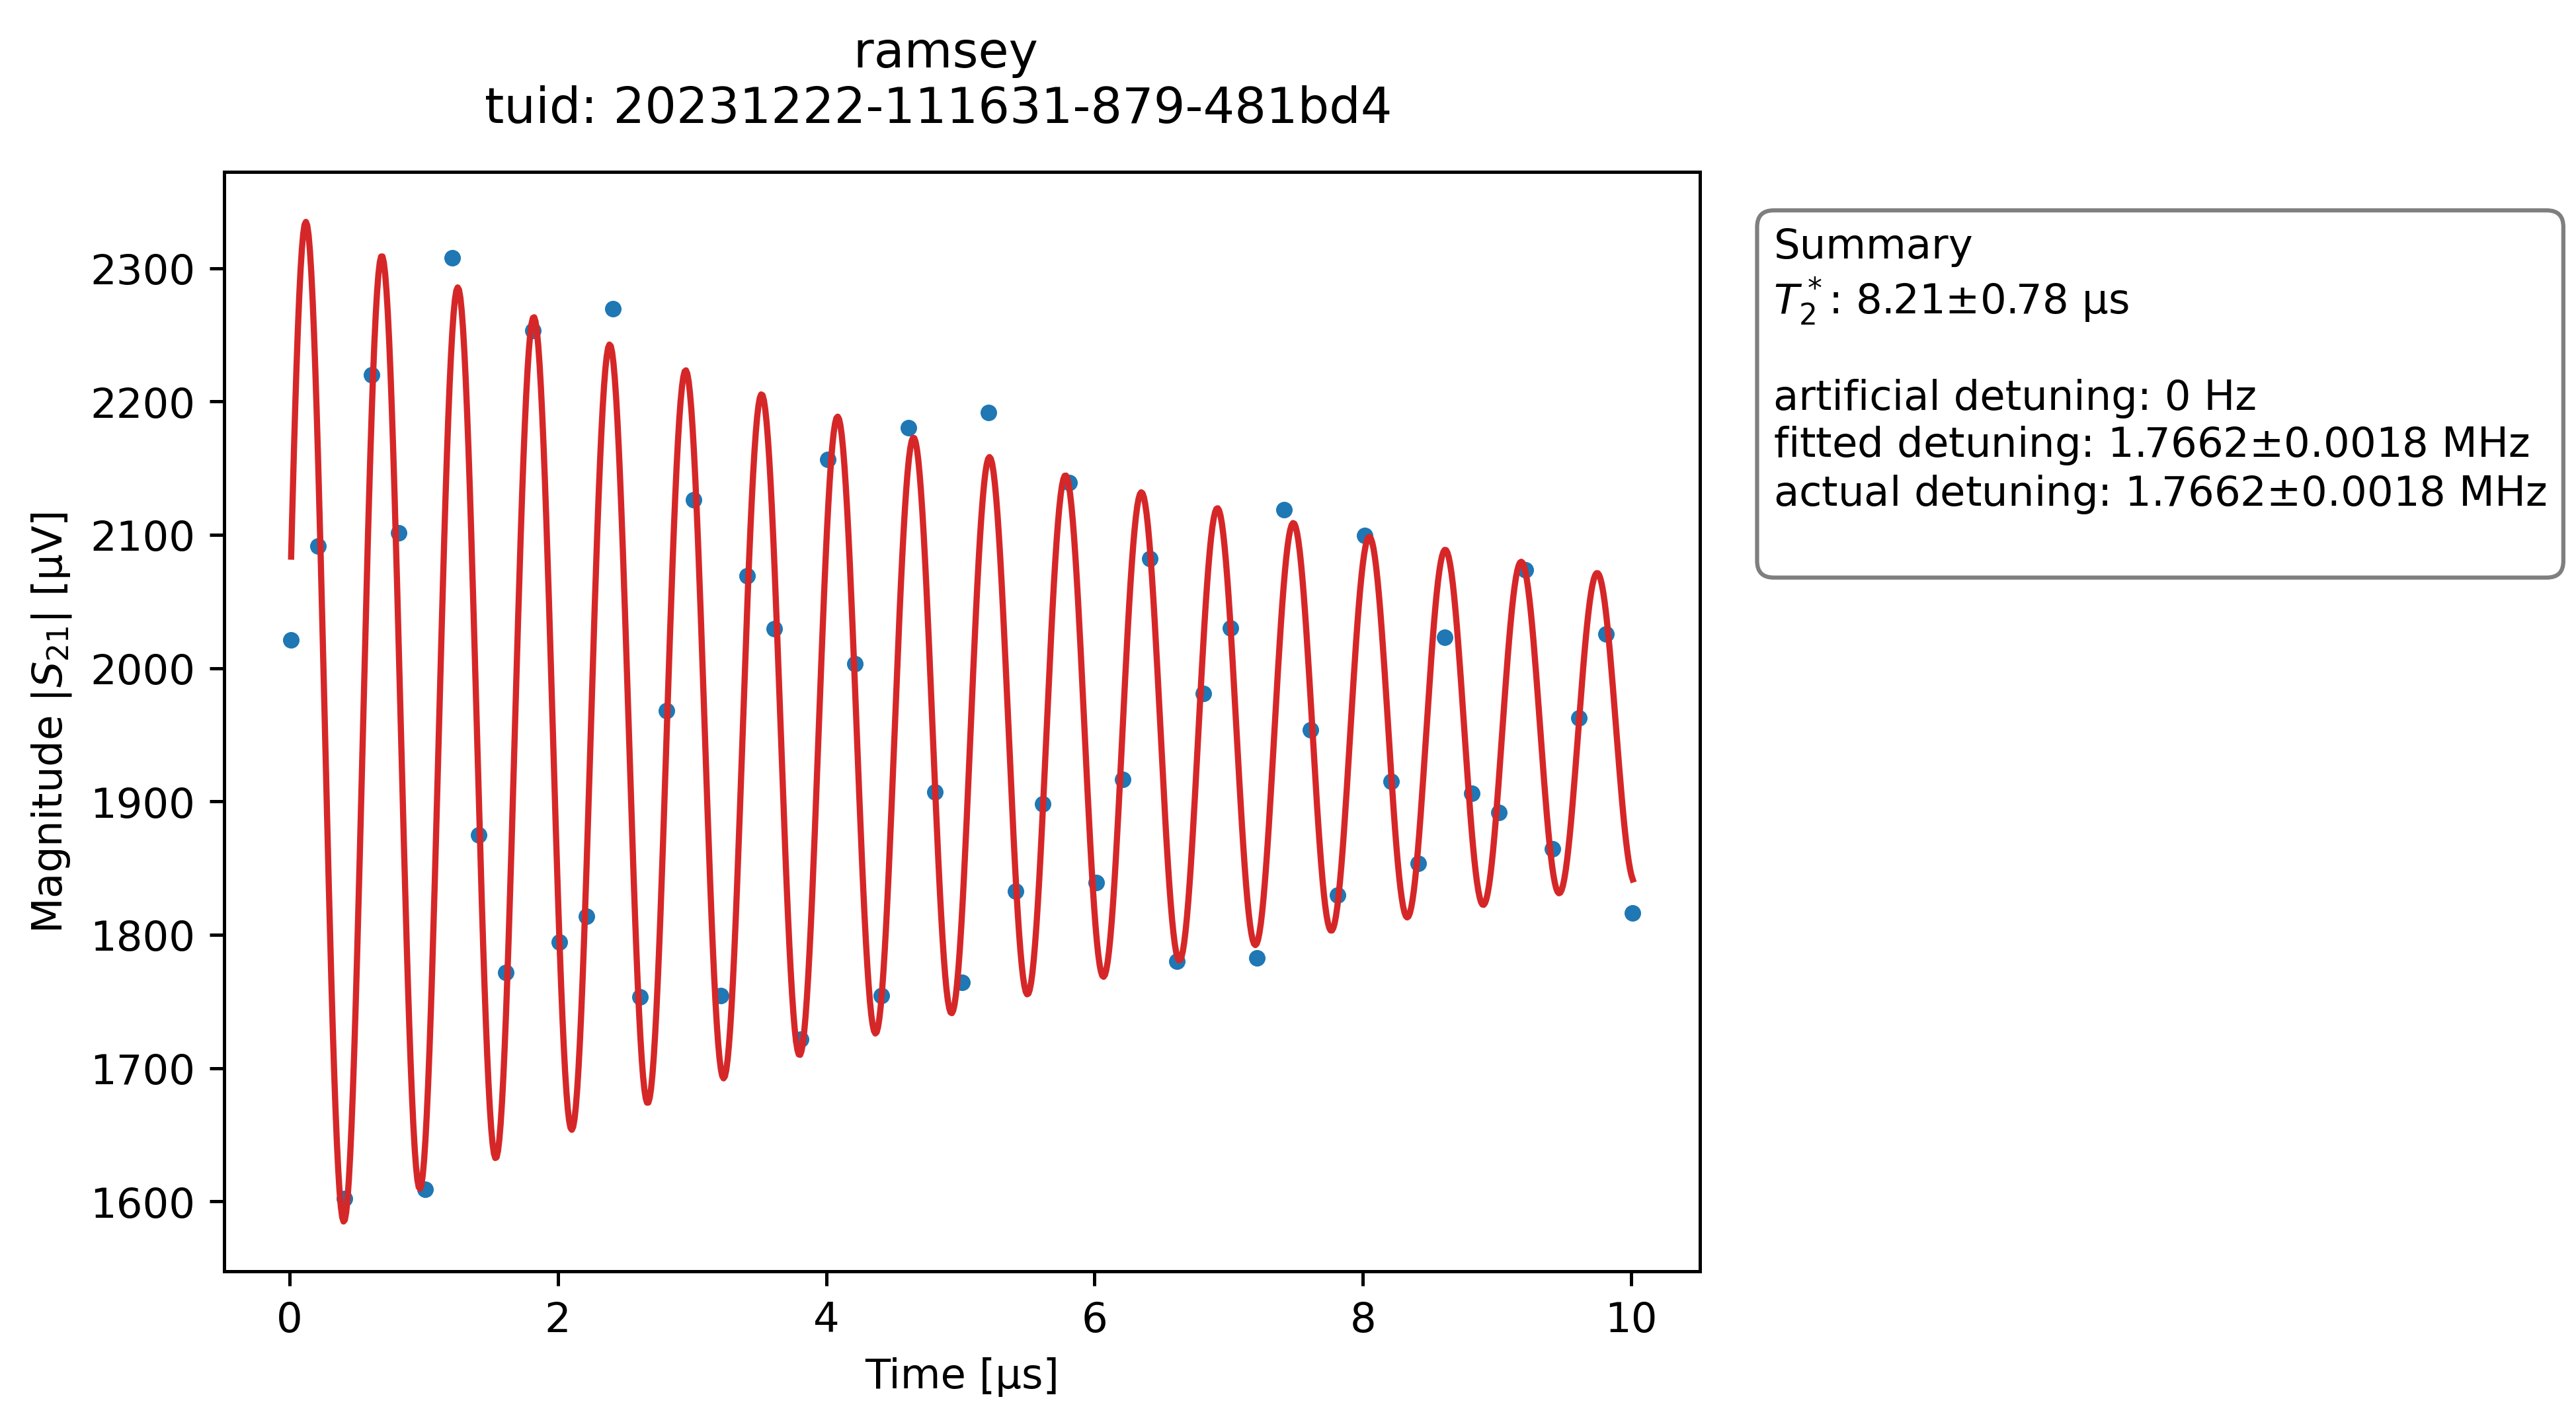 ramsey
tuid: 20231222-111631-879-481bd4
Magnitude |S₂₁| [µV]
2300
2200
2100
2000
1900
1800
1700
1600
0 2 4 6 8 10
Time [µs]
Summary
T₂*: 8.21±0.78 µs
artificial detuning: 0 Hz
fitted detuning: 1.7662±0.0018 MHz
actual detuning: 1.7662±0.0018 MHz